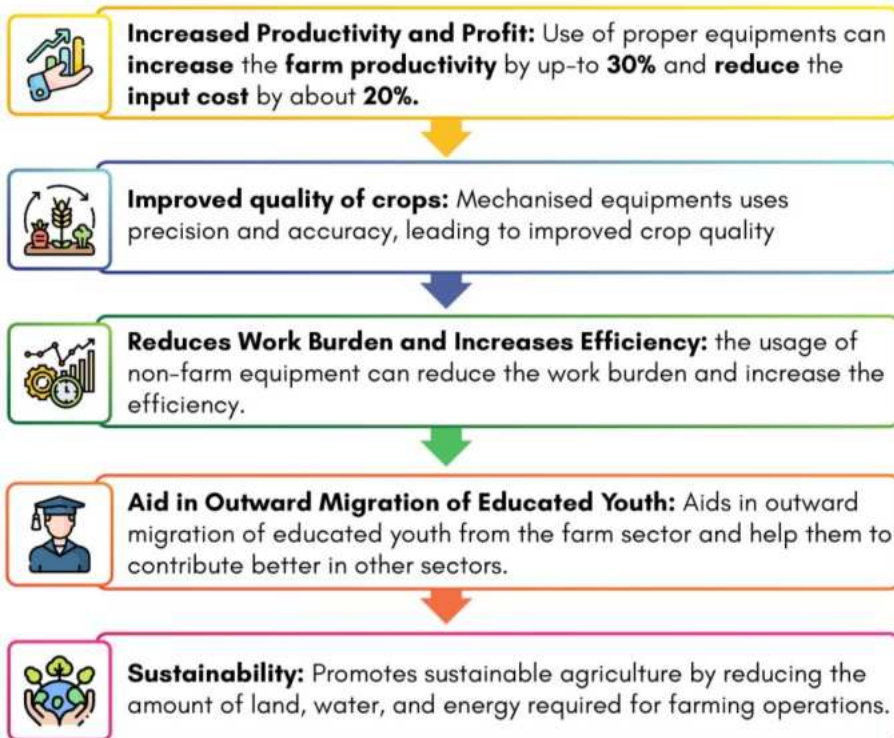 Increased Productivity and Profit: Use of proper equipments can
increase the farm productivity by up-to 30% and reduce the
input cost by about 20%.
Improved quality of crops: Mechanised equipments uses
precision and accuracy, leading to improved crop quality
Reduces Work Burden and Increases Efficiency: the usage of
non-farm equipment can reduce the work burden and increase the
efficiency.
Aid in Outward Migration of Educated Youth: Aids in outward
migration of educated youth from the farm sector and help them to
contribute better in other sectors.
Sustainability: Promotes sustainable agriculture by reducing the
amount of land, water, and energy required for farming operations.